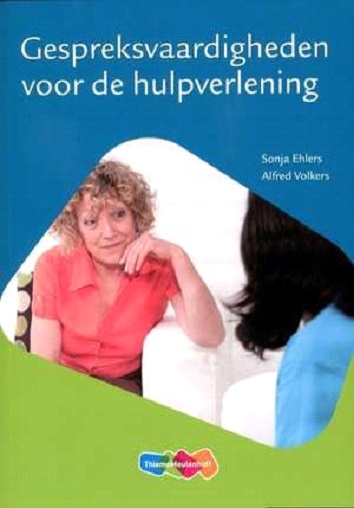 Gespreksvaardigheden
voor de hulpverlening
Sonja Ehlers
Alfred Volkers
ThiemeMeulenhoff